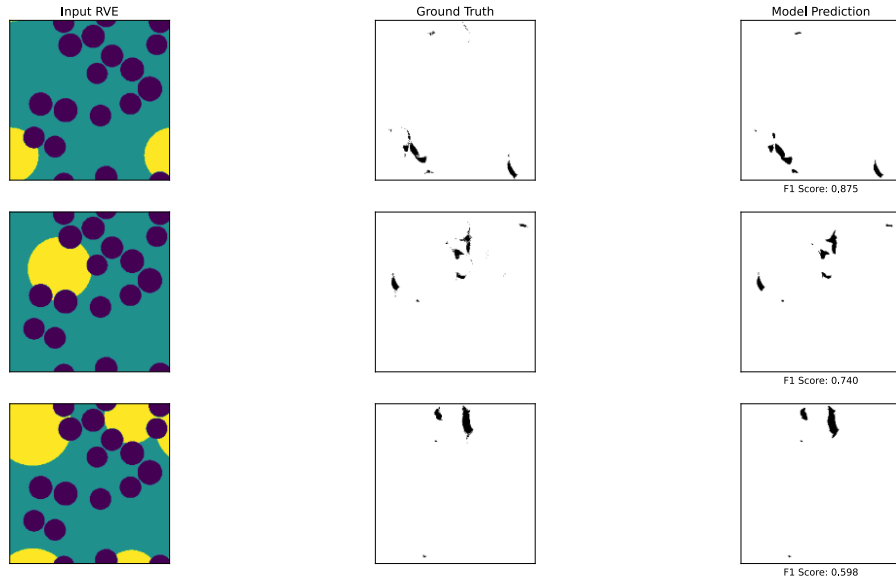 Input RVE
Ground Truth
Model Prediction
F1 Score: 0.875
F1 Score: 0.740
F1 Score: 0.598